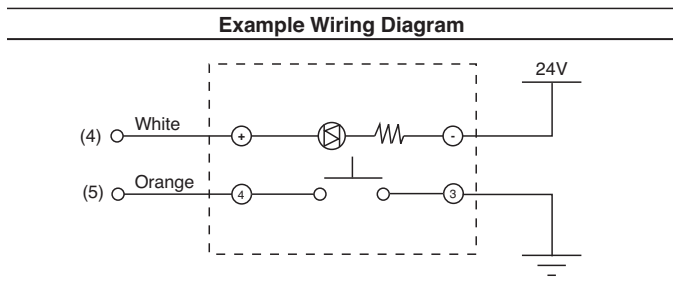 Example Wiring Diagram
24V
(4) White + -
(5) Orange 4 3